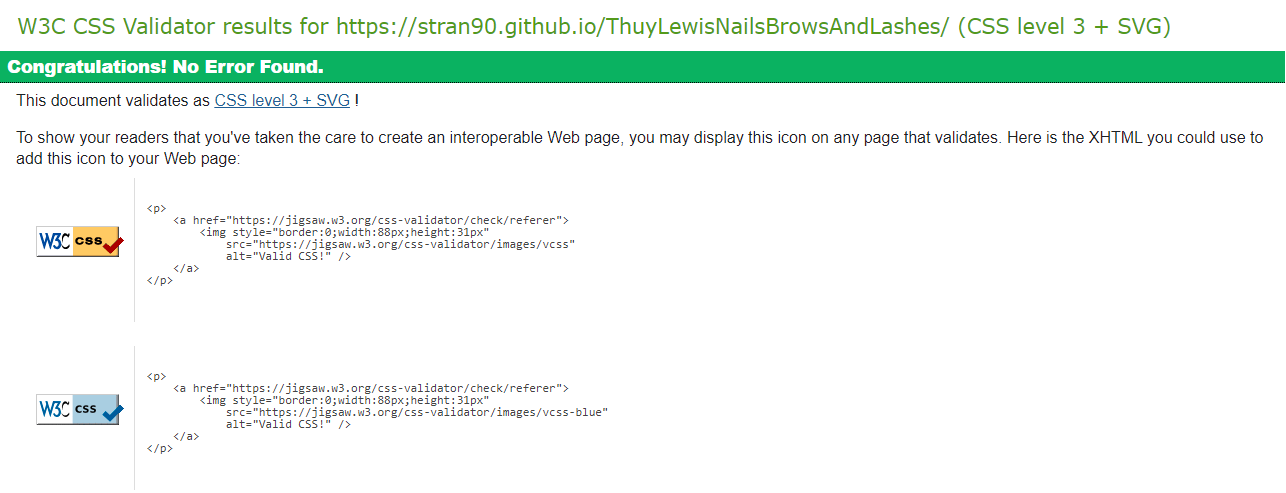 W3C CSS Validator results for https://stran90.github.io/ThuyLewisNailsBrowsAndLashes/ (CSS level 3 + SVG)
Congratulations! No Error Found.
This document validates as CSS level 3 + SVG !
To show your readers that you've taken the care to create an interoperable Web page, you may display this icon on any page that validates. Here is the XHTML you could use to
add this icon to your Web page:
W3C css
<p>
<a href="https://jigsaw.w3.org/css-validator/check/referer">
<img style="border:0;width:88px;height:31px"
src="https://jigsaw.w3.org/css-validator/images/vcss"
alt="Valid CSS!" />
</a>
</p>
W3C css
<p>
<a href="https://jigsaw.w3.org/css-validator/check/referer">
<img style="border:0;width:88px;height:31px"
src="https://jigsaw.w3.org/css-validator/images/vcss-blue"
alt="Valid CSS!" />
</a>
</p>